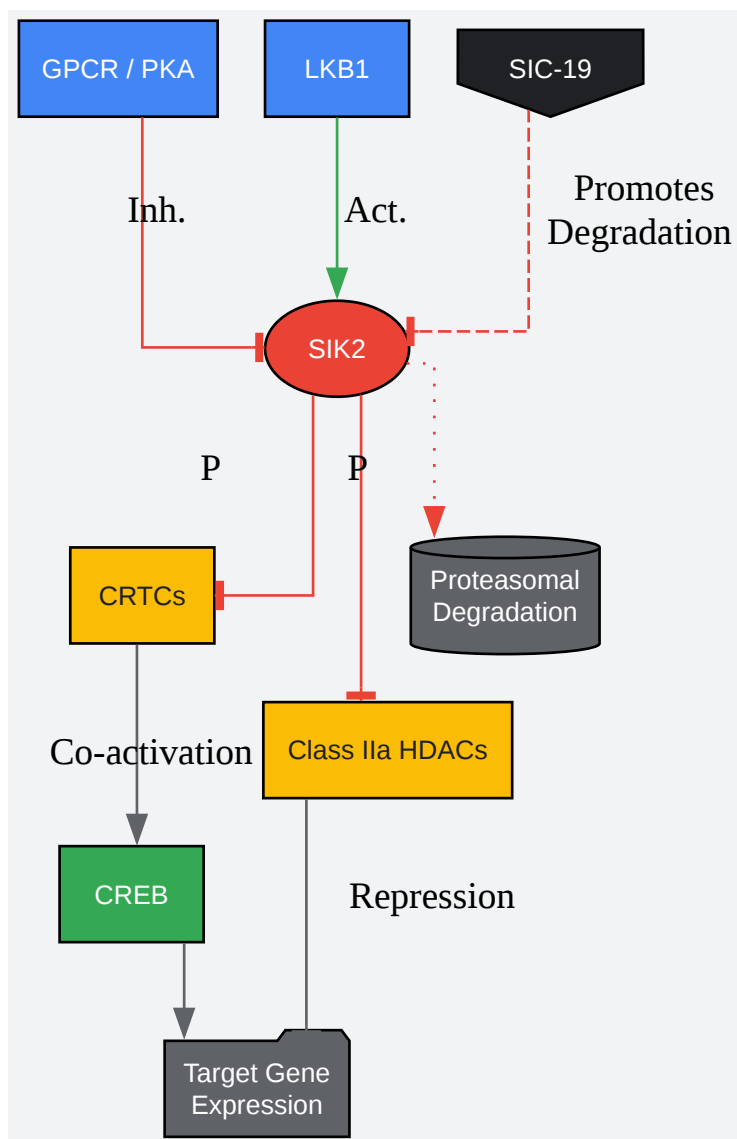 GPCR / PKA
LKB1
SIC-19
Inh.
Act.
Promotes
Degradation
SIK2
P
P
CRTCs
Proteasomal
Degradation
Co-activation
Class IIa HDACs
CREB
Repression
Target Gene
Expression